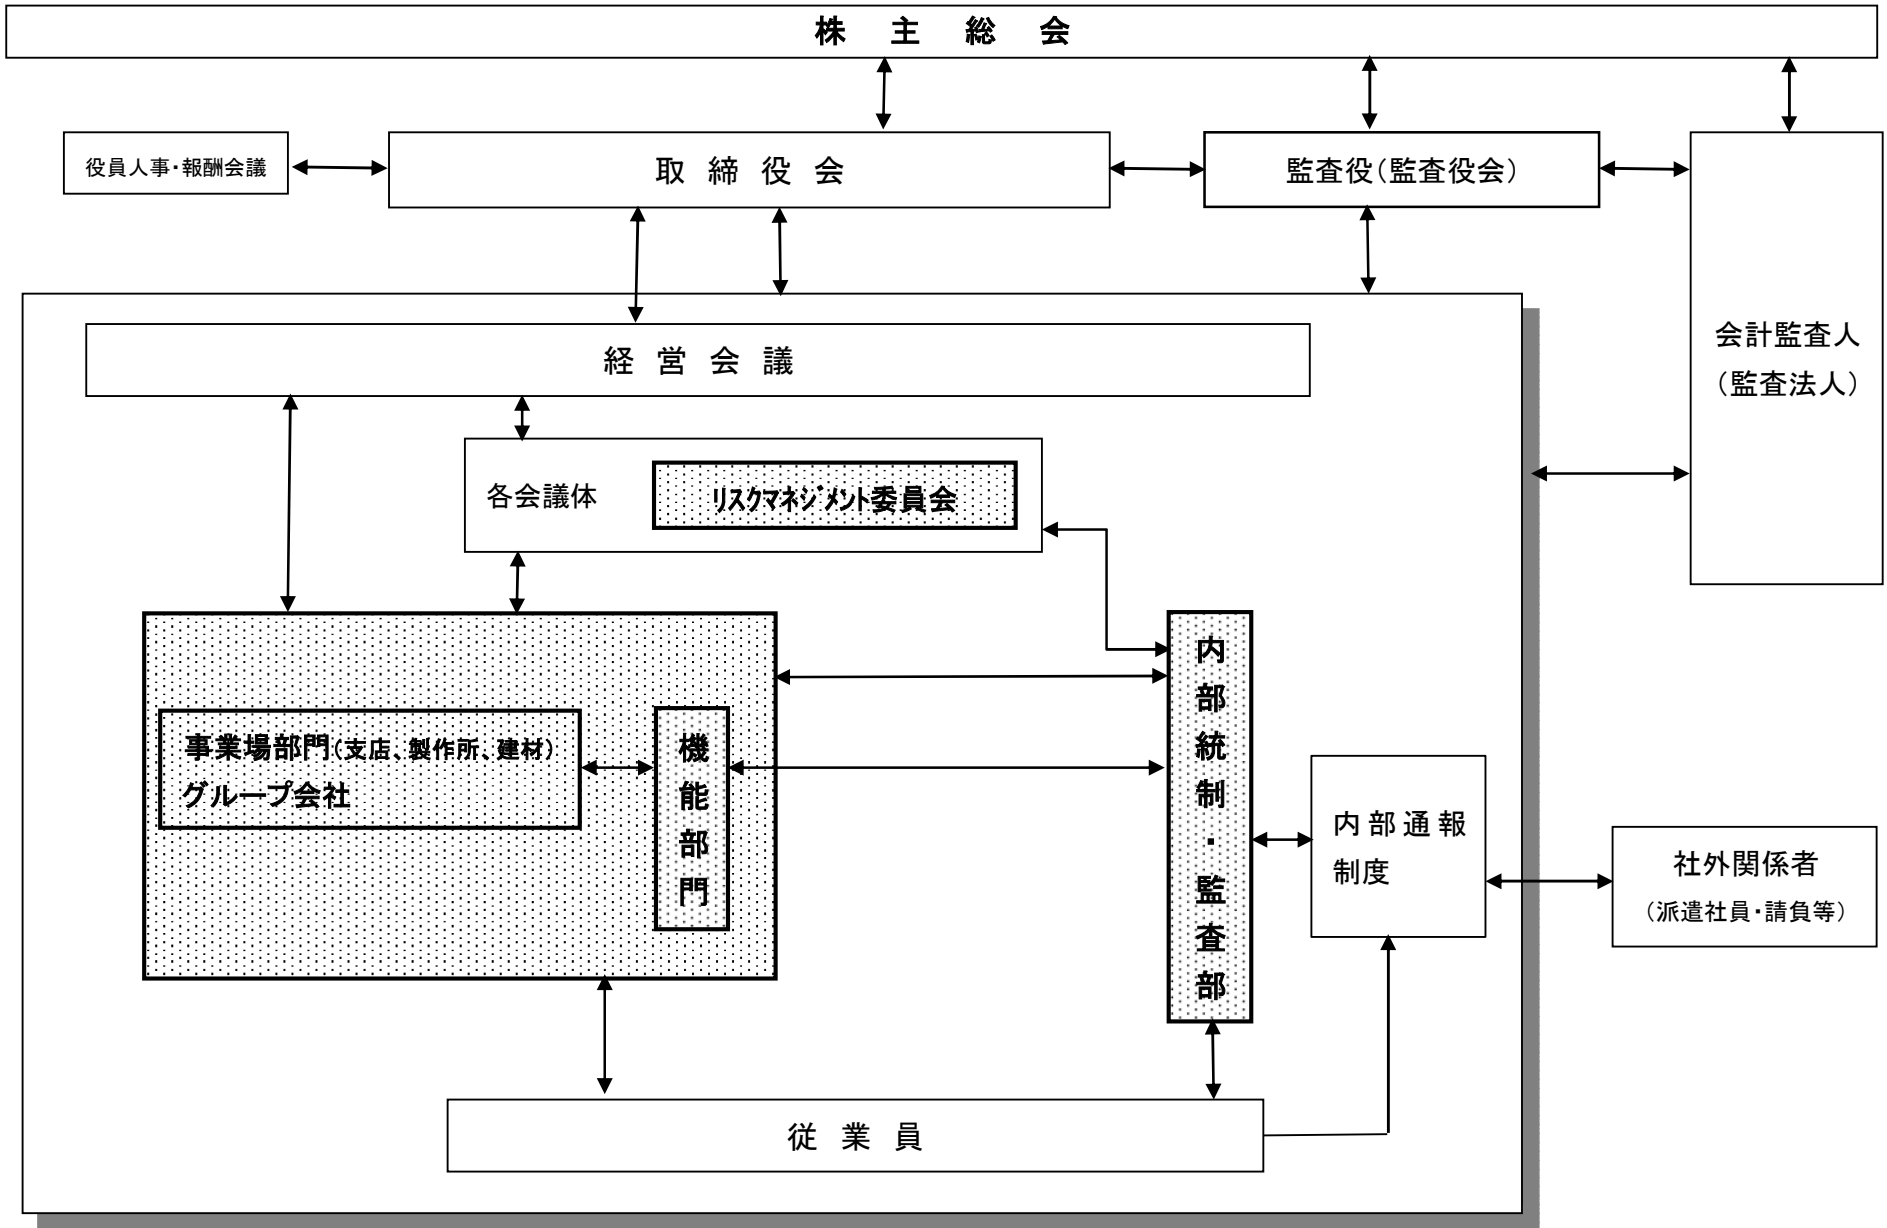 株 主 総 会
役員人事・報酬会議
取 締 役 会
監査役（監査役会）
会計監査人
（監査法人）
経 営 会 議
各会議体
ﾘｽｸﾏﾈｼﾞﾒﾝﾄ委員会
事業場部門（支店、製作所、建材）
グループ会社
機能部門
内部統制・監査部
内部通報
制度
社外関係者
（派遣社員・請負等）
従 業 員